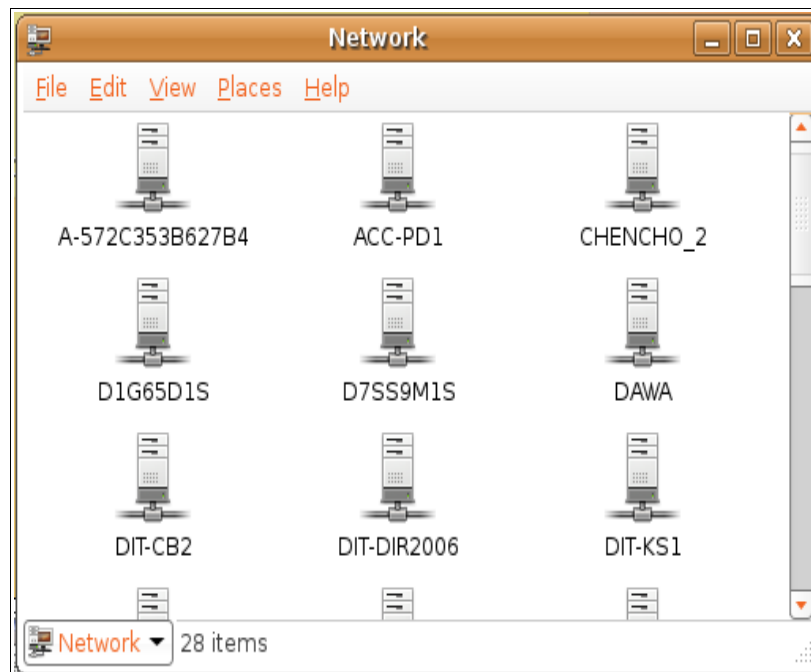 Network
File Edit View Places Help
A-572C353B627B4 ACC-PD1 CHENCHO_2
D1G65D1S D7SS9M1S DAWA
DIT-CB2 DIT-DIR2006 DIT-KS1
Network 28 items